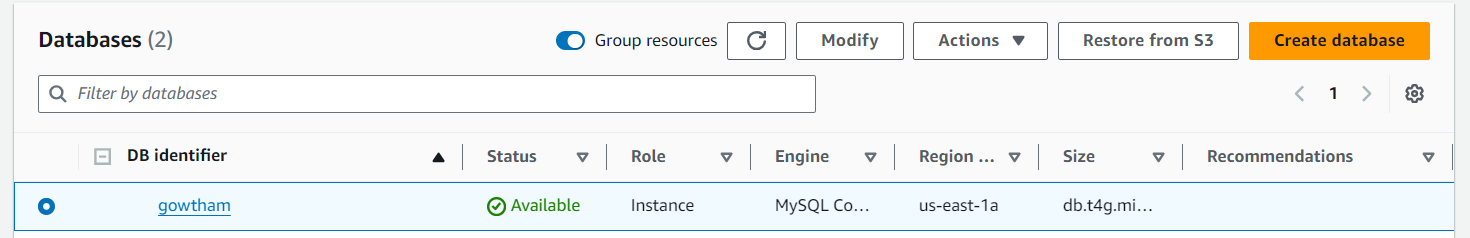 Databases (2)
Group resources
Modify
Actions
Restore from S3
Create database
Filter by databases
1
DB identifier Status Role Engine Region ... Size Recommendations
gowtham Available Instance MySQL Co... us-east-1a db.t4g.mi...